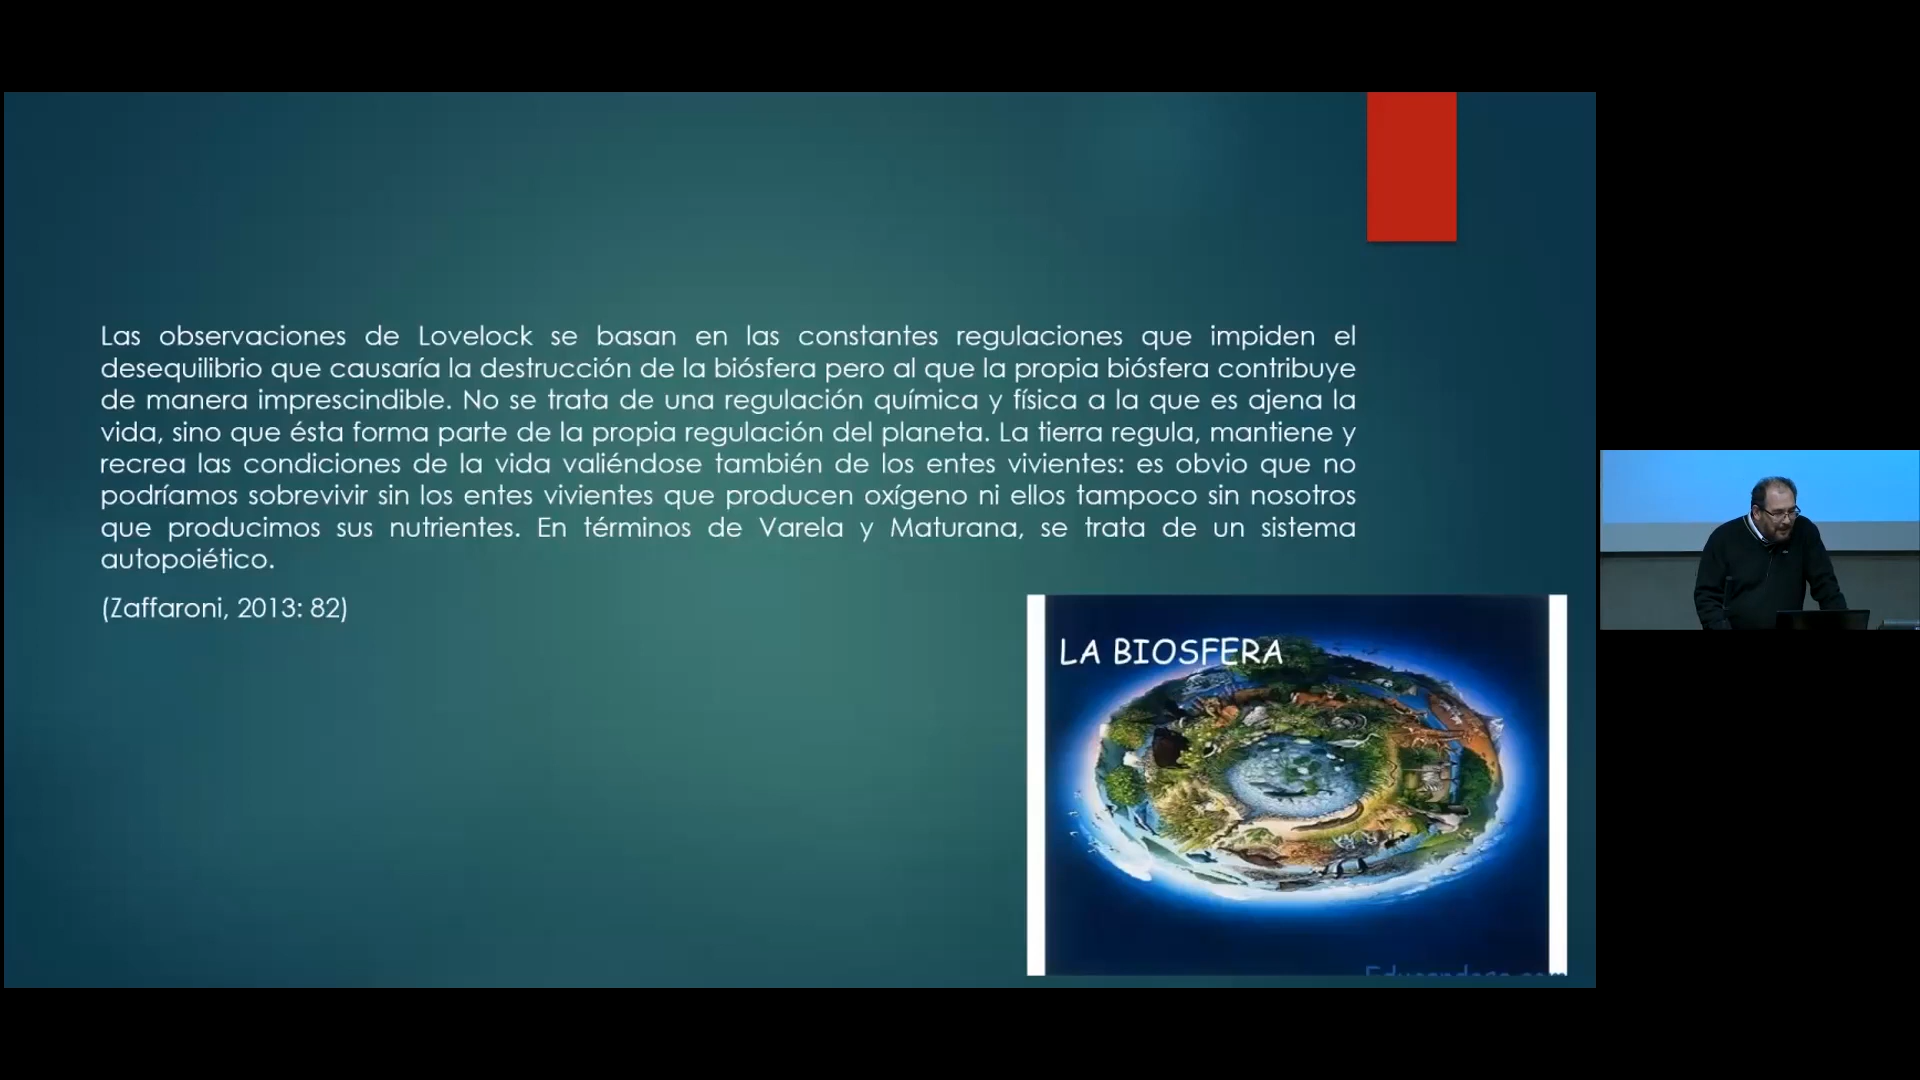 Las observaciones de Lovelock se basan en las constantes regulaciones que impiden el
desequilibrio que causaría la destrucción de la biósfera pero al que la propia biósfera contribuye
de manera imprescindible. No se trata de una regulación química y física a la que es ajena la
vida, sino que ésta forma parte de la propia regulación del planeta. La tierra regula, mantiene y
recrea las condiciones de la vida valiéndose también de los entes vivientes: es obvio que no
podríamos sobrevivir sin los entes vivientes que producen oxígeno ni ellos tampoco sin nosotros
que producimos sus nutrientes. En términos de Varela y Maturana, se trata de un sistema
autopoiético.
(Zaffaroni, 2013: 82)
LA BIOSFERA